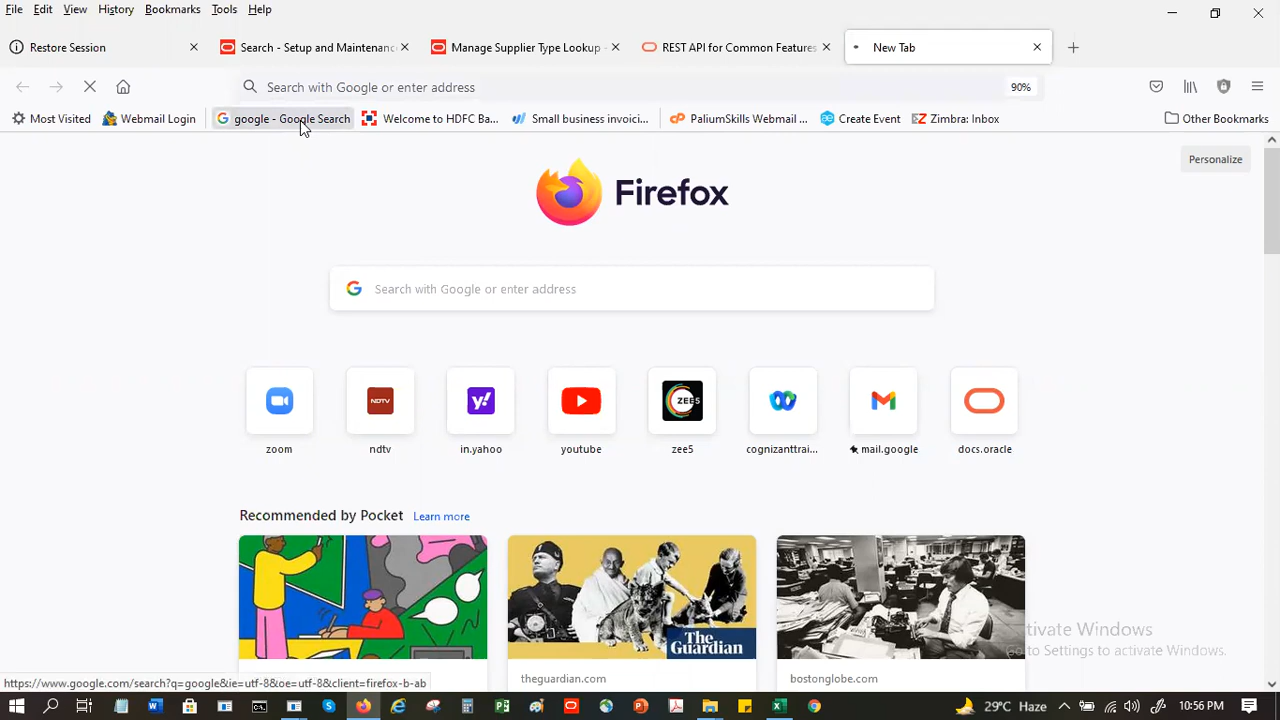 File Edit View History Bookmarks Tools Help
Restore Session
Search - Setup and Maintenanc
Manage Supplier Type Lookup -
REST API for Common Features
New Tab
Search with Google or enter address
90%
Most Visited
Webmail Login
google - Google Search
Welcome to HDFC Ba...
Small business invoici...
PaliumSkills Webmail ...
Create Event
Zimbra: Inbox
Other Bookmarks
Personalize
Firefox
Search with Google or enter address
NDTV
y!
ZEE5
zoom
ndtv
in.yahoo
youtube
zee5
cognizanttrai...
mail.google
docs.oracle
Recommended by Pocket Learn more
The
Guardian
tivate Windows
Go to Settings to activate Windows.
theguardian.com
bostonglobe.com
https://www.google.com/search?q=google&ie=utf-8&oe=utf-8&client=firefox-b-ab
29°C Haze
10:56 PM